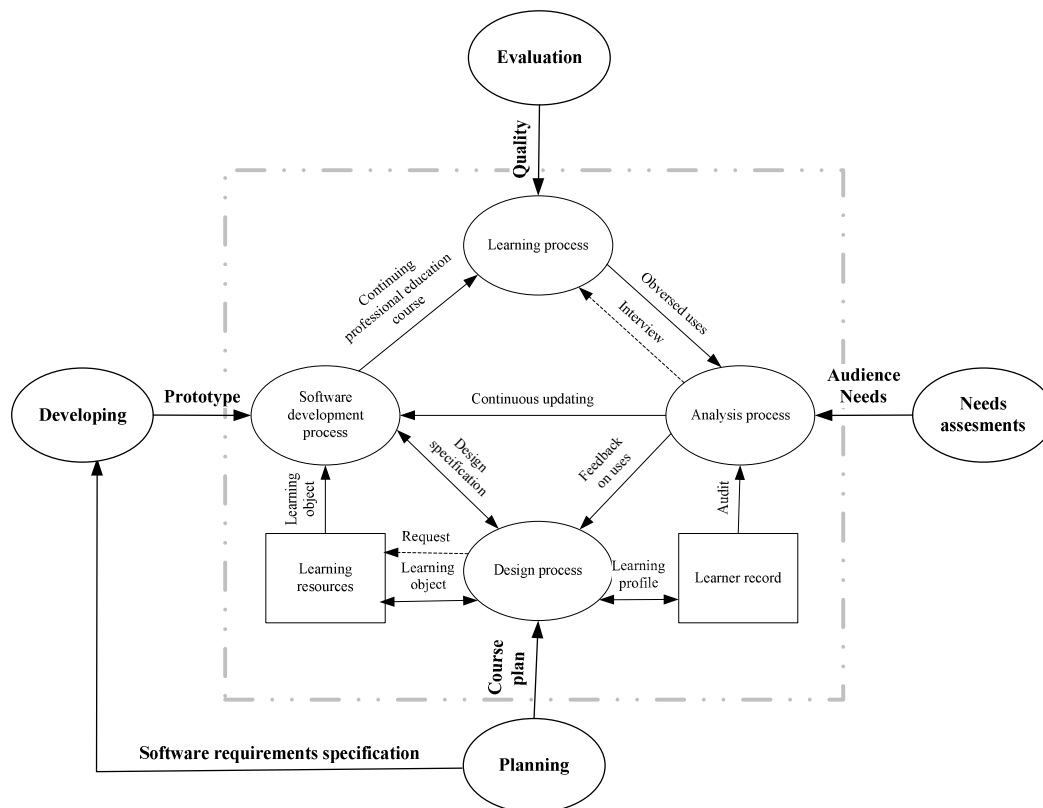 Evaluation
Quality
Learning process
Continuing
professional education
course
Obversed uses
Interview
Developing
Prototype
Software
development
process
Continuous updating
Analysis process
Audience
Needs
Needs
assesments
Design
specification
Feedback
on uses
Learning
object
Audit
Request
Learning
resources
Learning
object
Design process
Learning
profile
Learner record
Course
plan
Software requirements specification
Planning